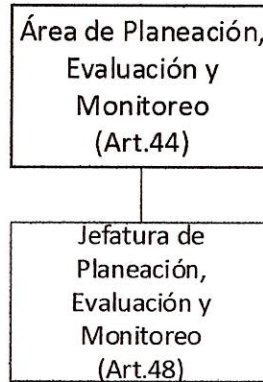 Área de Planeación,
Evaluación y
Monitoreo
(Art.44)
Jefatura de
Planeación,
Evaluación y
Monitoreo
(Art.48)